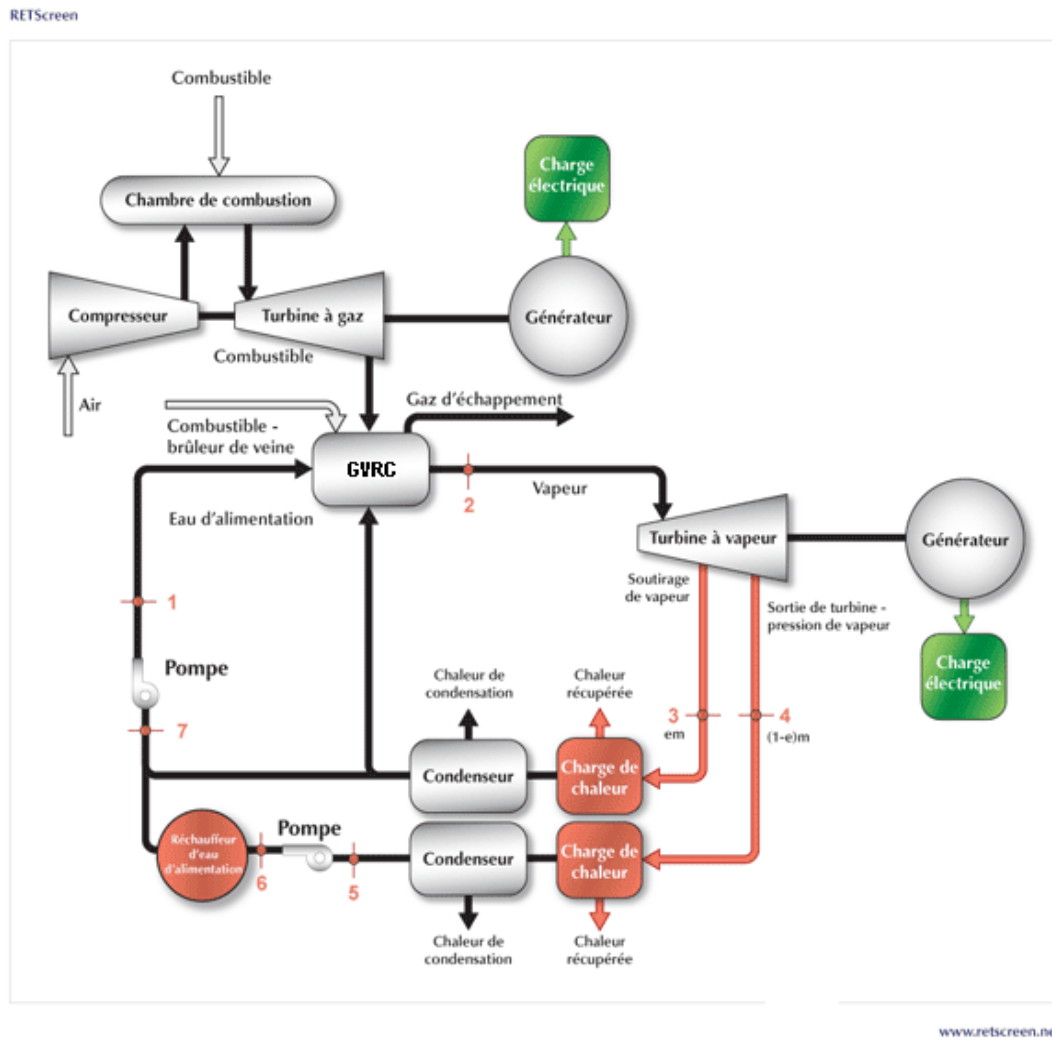 RETScreen
Combustible
Charge
électrique
Chambre de combustion
Compresseur
Turbine à gaz
Générateur
Combustible
Air
Gaz d'échappement
Combustible -
brûleur de veine
GVRC
Vapeur
2
Eau d'alimentation
Turbine à vapeur
Générateur
Soutirage
de vapeur
Sortie de turbine -
pression de vapeur
1
Charge
électrique
Pompe
Chaleur de
condensation
Chaleur
récupérée
3
em
4
(1-e)m
7
Condenseur
Charge de
chaleur
Pompe
Réchauffeur
d'eau
d'alimentation
6
5
Condenseur
Charge de
chaleur
Chaleur de
condensation
Chaleur
récupérée
www.retscreen.ne